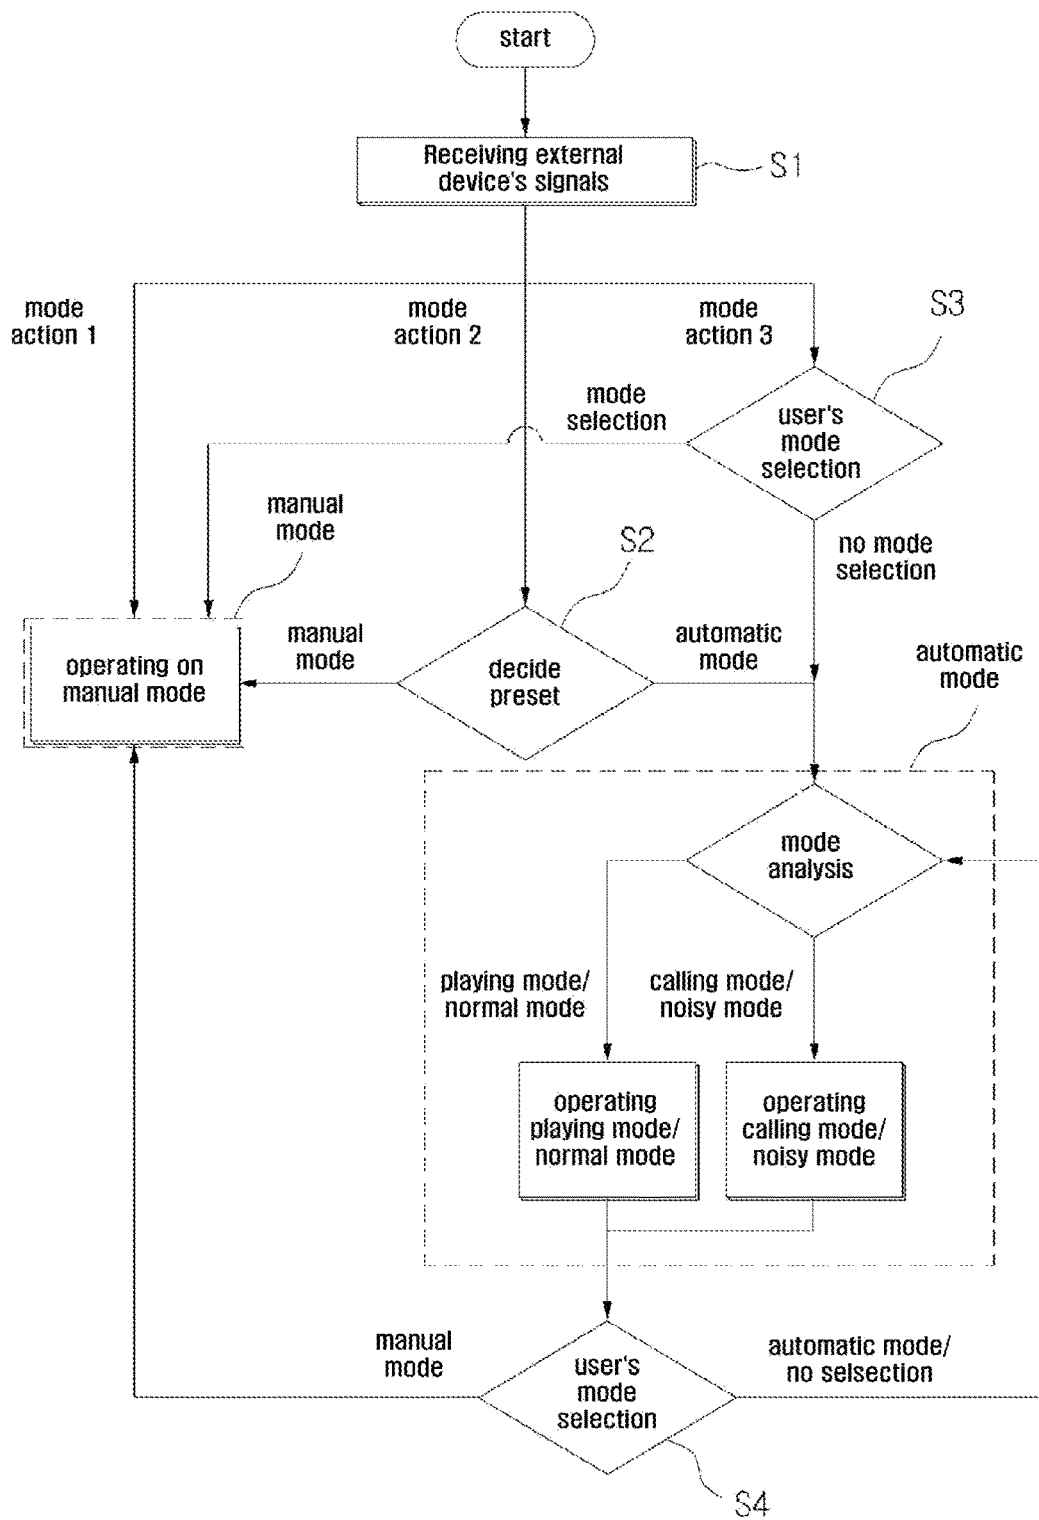 start
Receiving external
device's signals
S1
mode
action 1
mode
action 2
mode
action 3
S3
mode
selection
user's
mode
selection
manual
mode
S2
no mode
selection
manual
mode
automatic
mode
operating on
manual mode
decide
preset
automatic
mode
mode
analysis
playing mode/
normal mode
calling mode/
noisy mode
operating
playing mode/
normal mode
operating
calling mode/
noisy mode
manual
mode
automatic mode/
no selsection
user's
mode
selection
S4